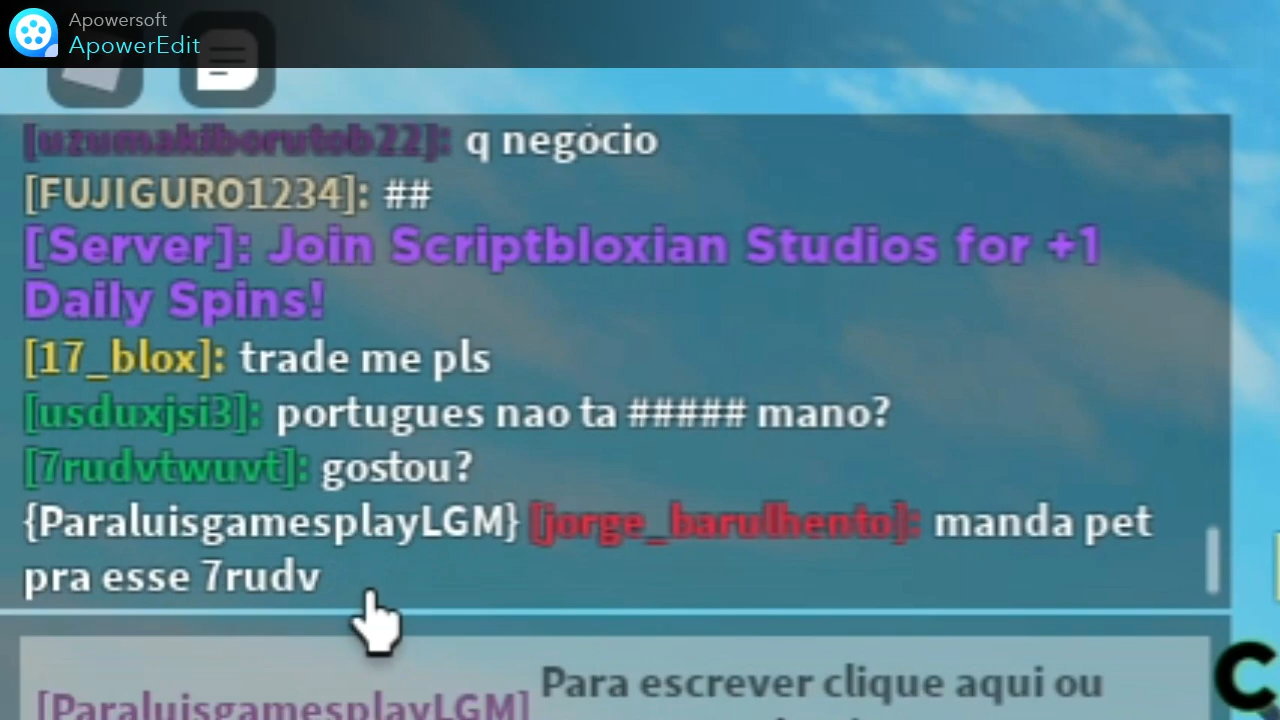 Apowersoft
ApowerEdit
[uzumakiborutob22]: q negócio
[FUJIGURO1234]: ##
[Server]: Join Scriptbloxian Studios for +1
Daily Spins!
[17_blox]: trade me pls
[usduxjsi3]: portugues nao ta ##### mano?
[7rudvtwuvt]: gostou?
{ParaluisgamesplayLGM} [jorge_barulhento]: manda pet
pra esse 7rudv
[ParaluisgamesplayLGM] Para escrever clique aqui ou
C